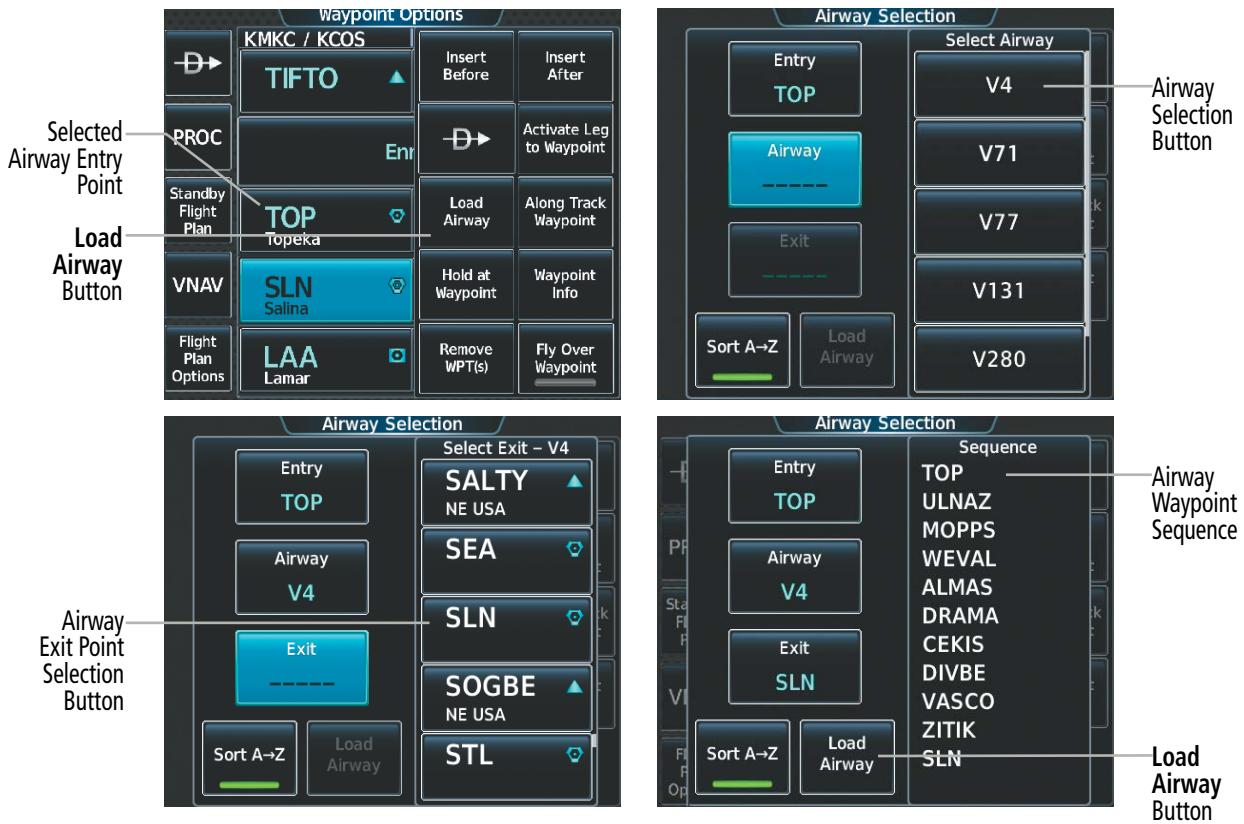 Waypoint Options
KMKC / KCOS
TIFTO
PROC
Enr
Standby
Flight
Plan
TOP
Topeka
VNAV
SLN
Salina
Flight
Plan
Options
LAA
Lamar
Insert
Before
Insert
After
Activate Leg
to Waypoint
Load
Airway
Along Track
Waypoint
Hold at
Waypoint
Waypoint
Info
Remove
WPT(s)
Fly Over
Waypoint
Selected
Airway Entry
Point
Load
Airway
Button
Airway Selection
Entry
TOP
Airway
_____
Exit
_____
Sort A→Z
Load
Airway
Select Airway
V4
V71
V77
V131
V280
Airway
Selection
Button
Airway Selection
Entry
TOP
Airway
V4
Exit
_____
Sort A→Z
Load
Airway
Select Exit – V4
SALTY
NE USA
SEA
SLN
SOGBE
NE USA
STL
Airway
Exit Point
Selection
Button
Airway Selection
Entry
TOP
Airway
V4
Exit
SLN
Sort A→Z
Load
Airway
Sequence
TOP
ULNAZ
MOPPS
WEVAL
ALMAS
DRAMA
CEKIS
DIVBE
VASCO
ZITIK
SLN
Airway
Waypoint
Sequence
Load
Airway
Button